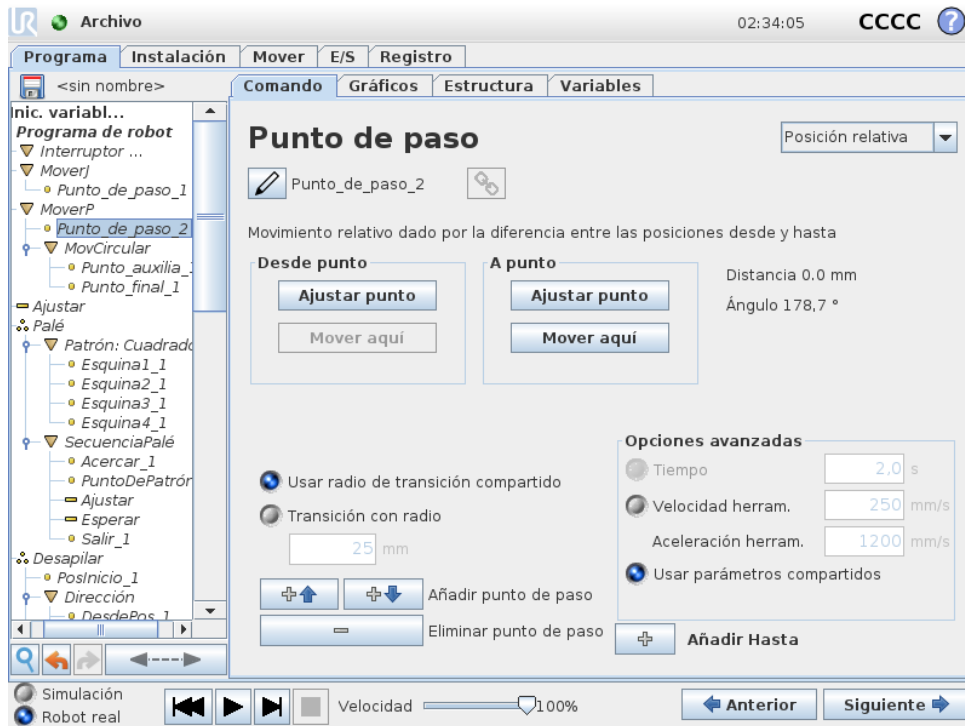 UR
Archivo
02:34:05
CCCC
?
Programa
Instalación
Mover
E/S
Registro
<sin nombre>
Comando
Gráficos
Estructura
Variables
Inic. variabl...
Programa de robot
Interruptor ...
MoverJ
Punto_de_paso_1
MoverP
Punto_de_paso_2
MovCircular
Punto_auxilia_1
Punto_final_1
Ajustar
Palé
Patrón: Cuadrado
Esquina1_1
Esquina2_1
Esquina3_1
Esquina4_1
SecuenciaPalé
Acercar_1
PuntoDePatrón
Ajustar
Esperar
Salir_1
Desapilar
PosInicio_1
Dirección
DesdePos_1
Punto de paso
Posición relativa
Punto_de_paso_2
Movimiento relativo dado por la diferencia entre las posiciones desde y hasta
Desde punto
Ajustar punto
Mover aquí
A punto
Ajustar punto
Mover aquí
Distancia 0.0 mm
Ángulo 178,7 °
Usar radio de transición compartido
Transición con radio
25 mm
Añadir punto de paso
Eliminar punto de paso
Opciones avanzadas
Tiempo 2,0 s
Velocidad herram. 250 mm/s
Aceleración herram. 1200 mm/s
Usar parámetros compartidos
Añadir Hasta
Simulación
Robot real
Velocidad
100%
Anterior
Siguiente